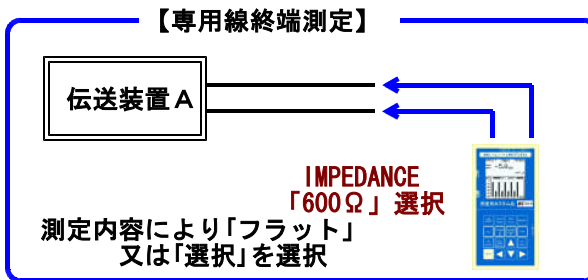 【専用線終端測定】
伝送装置A
IMPEDANCE
「600Ω」選択
測定内容により「フラット」
又は「選択」を選択